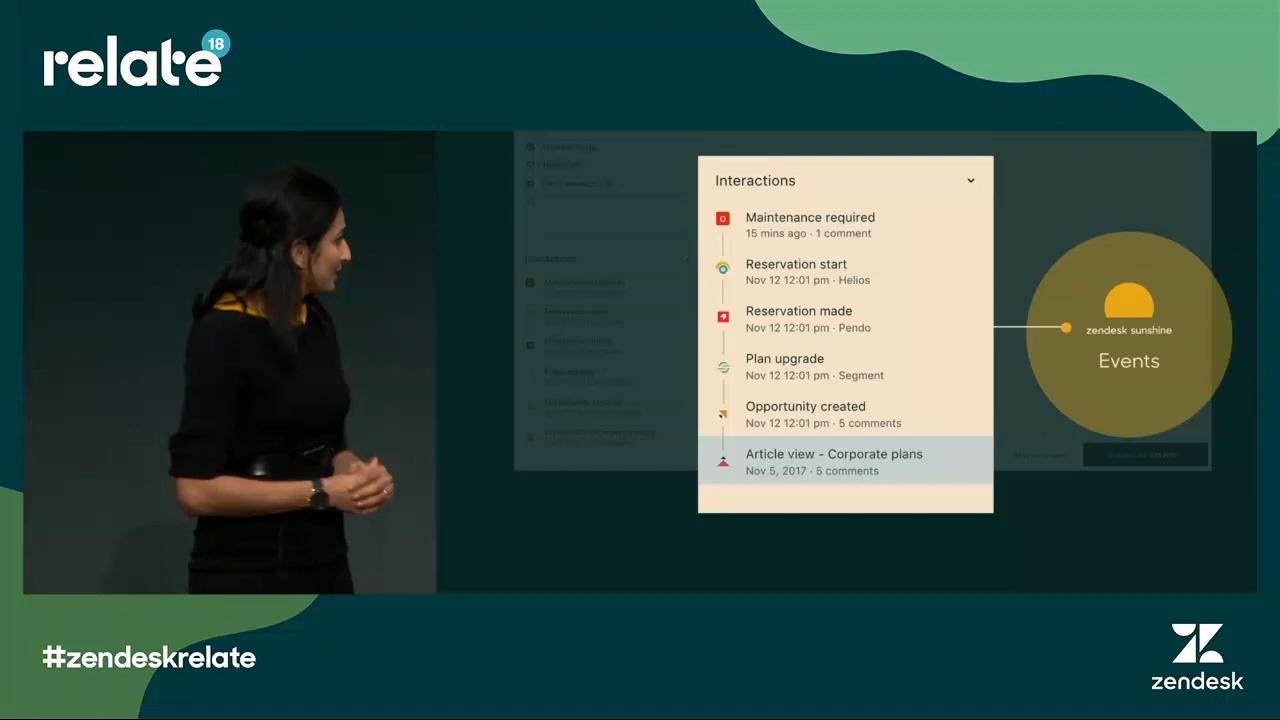 relate 18
Interactions
Maintenance required
15 mins ago · 1 comment
Reservation start
Nov 12 12:01 pm · Helios
Reservation made
Nov 12 12:01 pm · Pendo
Plan upgrade
Nov 12 12:01 pm · Segment
Opportunity created
Nov 12 12:01 pm · 5 comments
Article view - Corporate plans
Nov 5, 2017 · 5 comments
zendesk sunshine
Events
Interactions
#zendeskrelate
zendesk